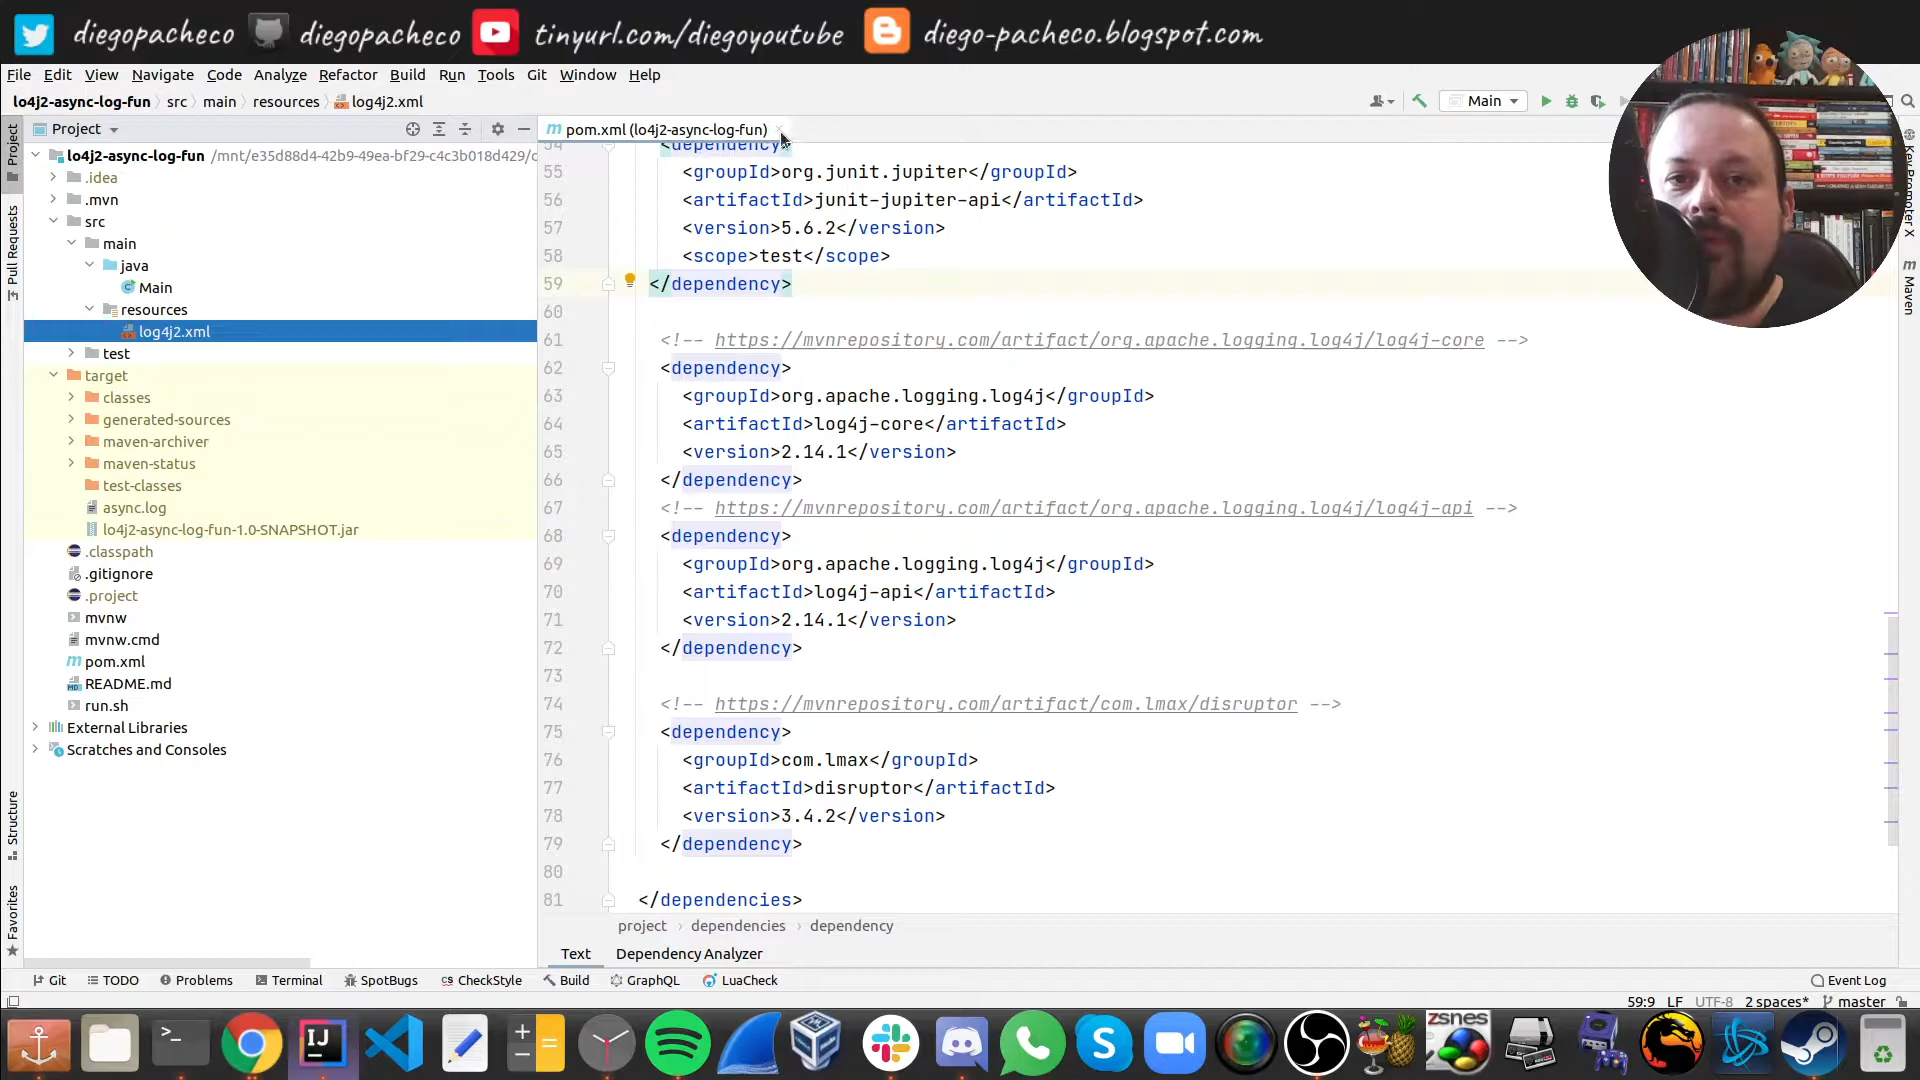 diegopacheco diegopacheco tinyurl.com/diegoyoutube diego-pacheco.blogspot.com
File Edit View Navigate Code Analyze Refactor Build Run Tools Git Window Help
lo4j2-async-log-fun › src › main › resources › log4j2.xml
Main
Project
pom.xml (lo4j2-async-log-fun)
lo4j2-async-log-fun /mnt/e35d88d4-42b9-49ea-bf29-c4c3b018d429/c
.idea
.mvn
src
main
java
Main
resources
log4j2.xml
test
target
classes
generated-sources
maven-archiver
maven-status
test-classes
async.log
lo4j2-async-log-fun-1.0-SNAPSHOT.jar
.classpath
.gitignore
.project
mvnw
mvnw.cmd
pom.xml
README.md
run.sh
External Libraries
Scratches and Consoles
Project
Pull Requests
Structure
Favorites
54 <dependency>
55 <groupId>org.junit.jupiter</groupId>
56 <artifactId>junit-jupiter-api</artifactId>
57 <version>5.6.2</version>
58 <scope>test</scope>
59 </dependency>
60
61 <!-- https://mvnrepository.com/artifact/org.apache.logging.log4j/log4j-core -->
62 <dependency>
63 <groupId>org.apache.logging.log4j</groupId>
64 <artifactId>log4j-core</artifactId>
65 <version>2.14.1</version>
66 </dependency>
67 <!-- https://mvnrepository.com/artifact/org.apache.logging.log4j/log4j-api -->
68 <dependency>
69 <groupId>org.apache.logging.log4j</groupId>
70 <artifactId>log4j-api</artifactId>
71 <version>2.14.1</version>
72 </dependency>
73
74 <!-- https://mvnrepository.com/artifact/com.lmax/disruptor -->
75 <dependency>
76 <groupId>com.lmax</groupId>
77 <artifactId>disruptor</artifactId>
78 <version>3.4.2</version>
79 </dependency>
80
81 </dependencies>
project › dependencies › dependency
Text Dependency Analyzer
Key Promoter X
Maven
Git TODO Problems Terminal SpotBugs CheckStyle Build GraphQL LuaCheck Event Log
59:9 LF UTF-8 2 spaces* master
zsnes